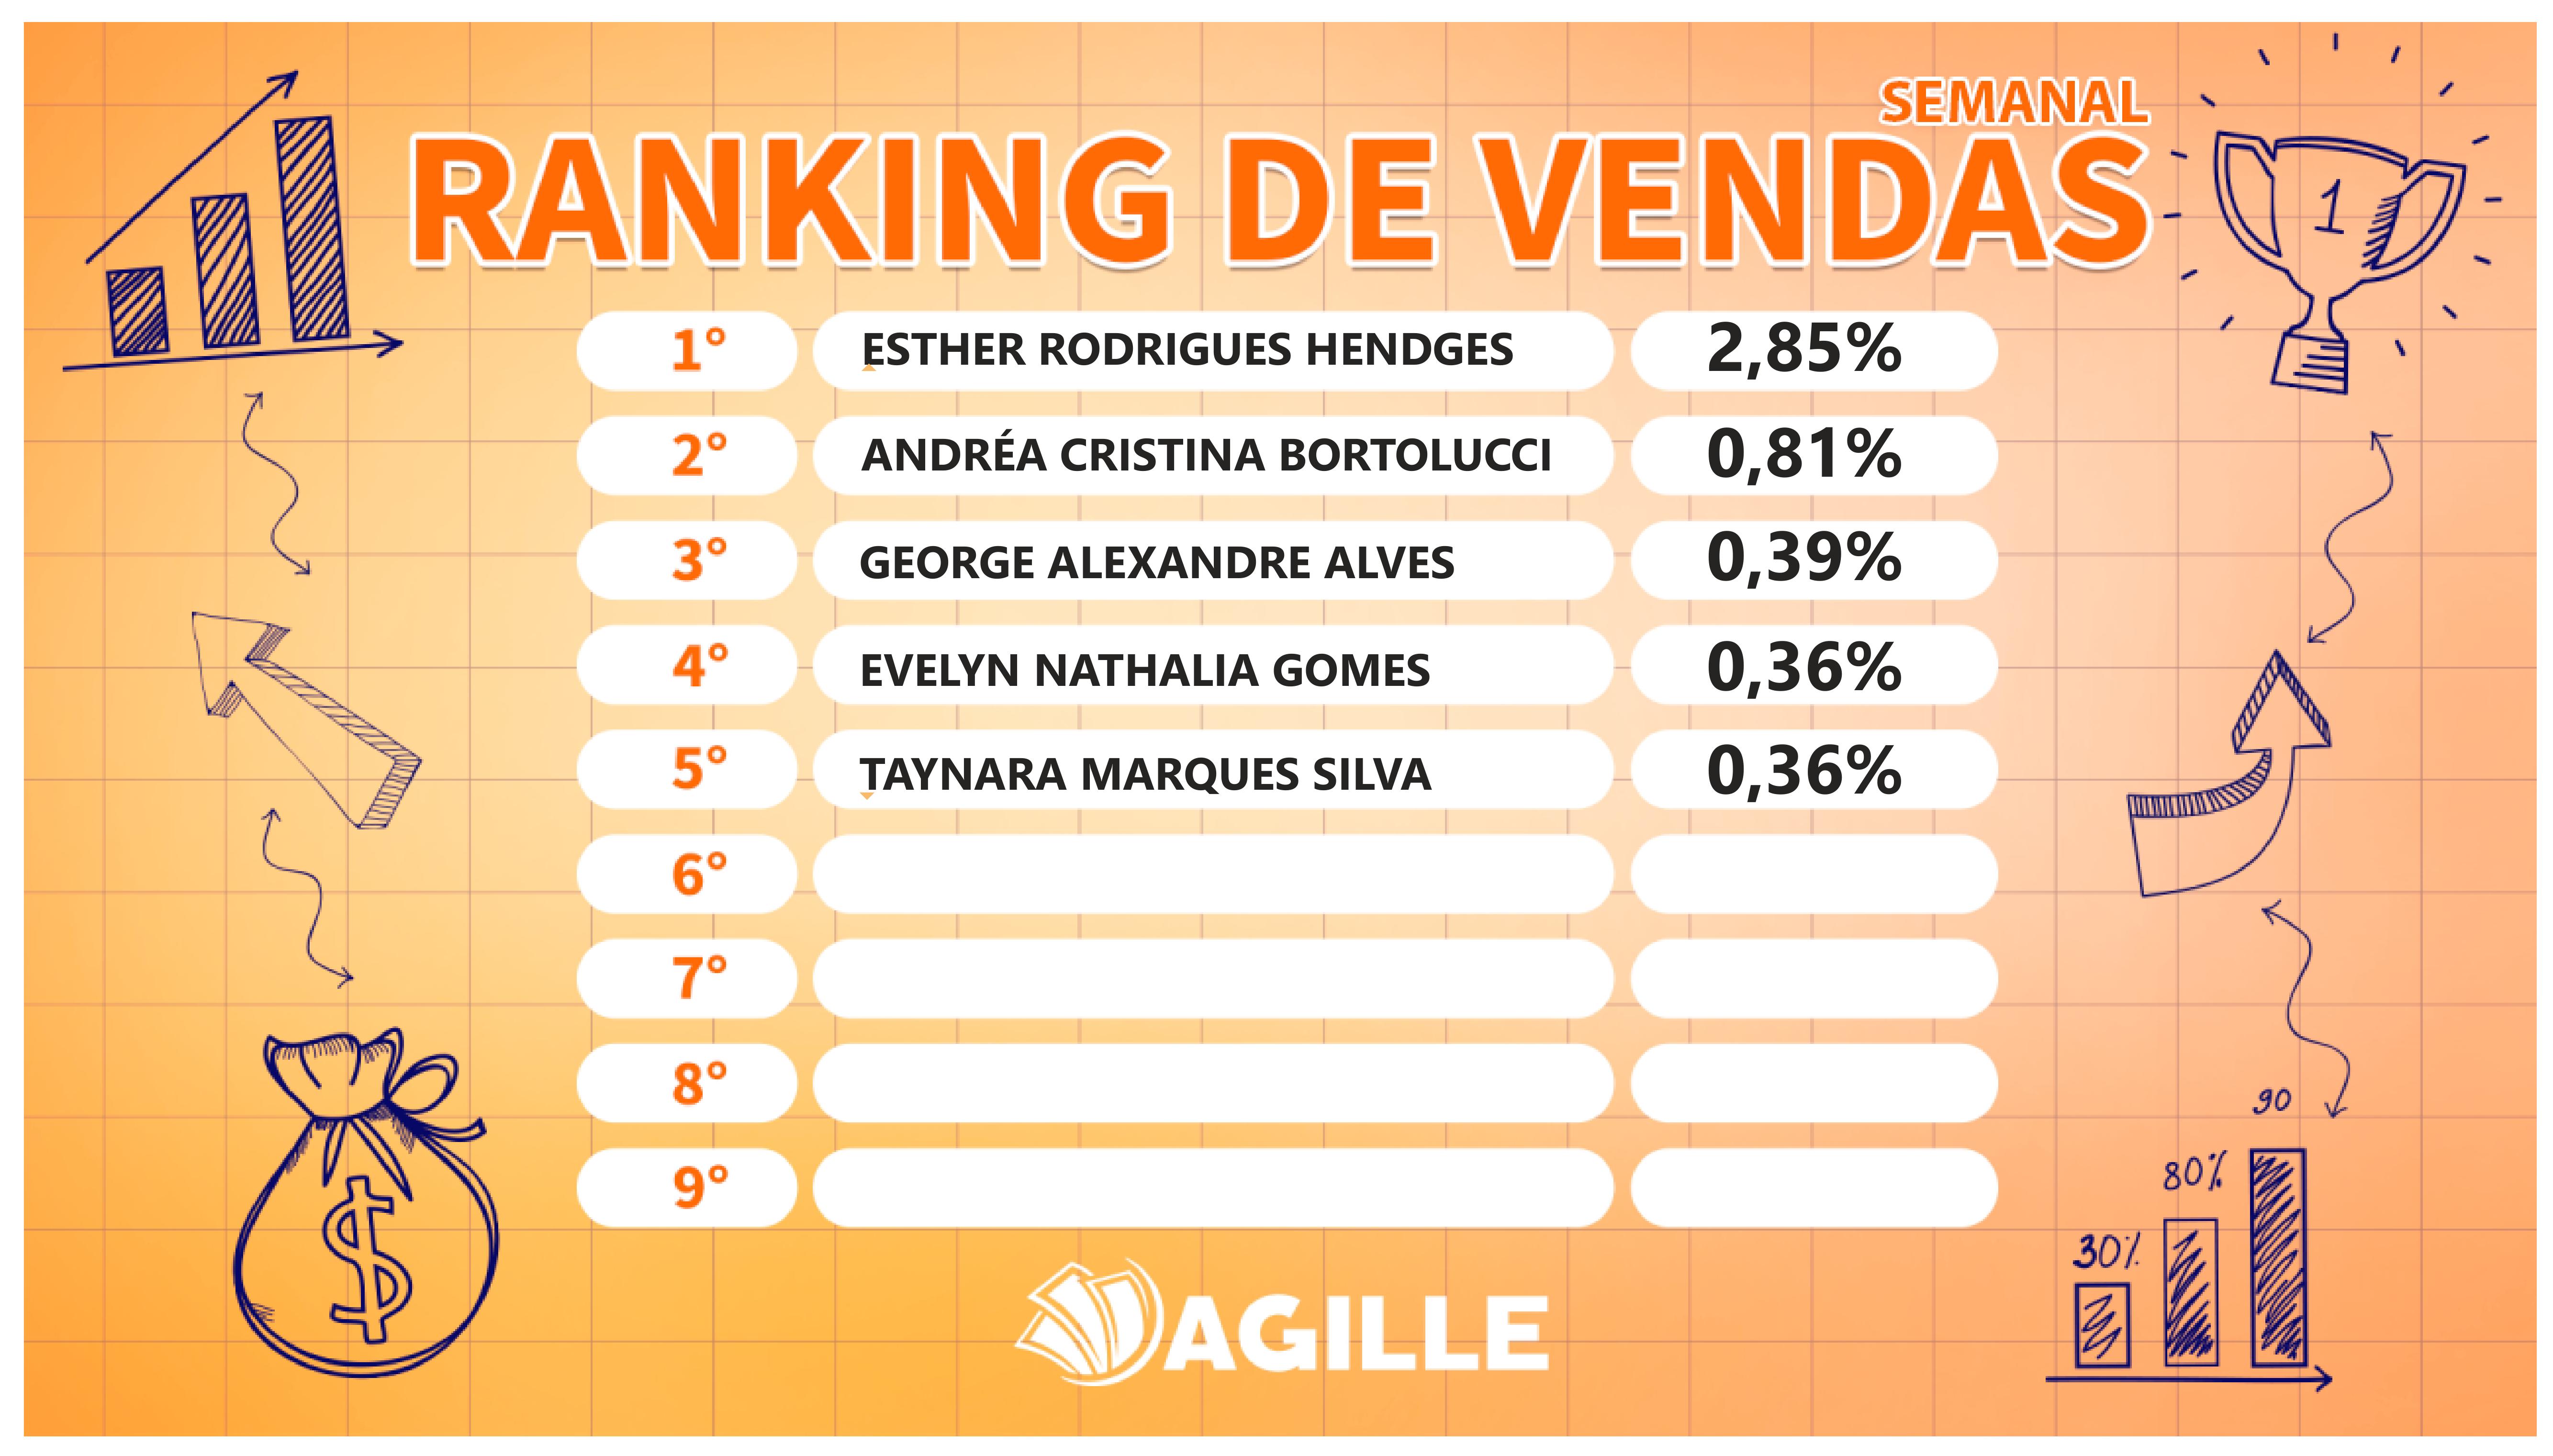 SEMANAL
RANKING DE VENDAS
1
1° ESTHER RODRIGUES HENDGES 2,85%
2° ANDRÉA CRISTINA BORTOLUCCI 0,81%
3° GEORGE ALEXANDRE ALVES 0,39%
4° EVELYN NATHALIA GOMES 0,36%
5° TAYNARA MARQUES SILVA 0,36%
6°
7°
8°
9°
$
90
80%
30%
AGILLE